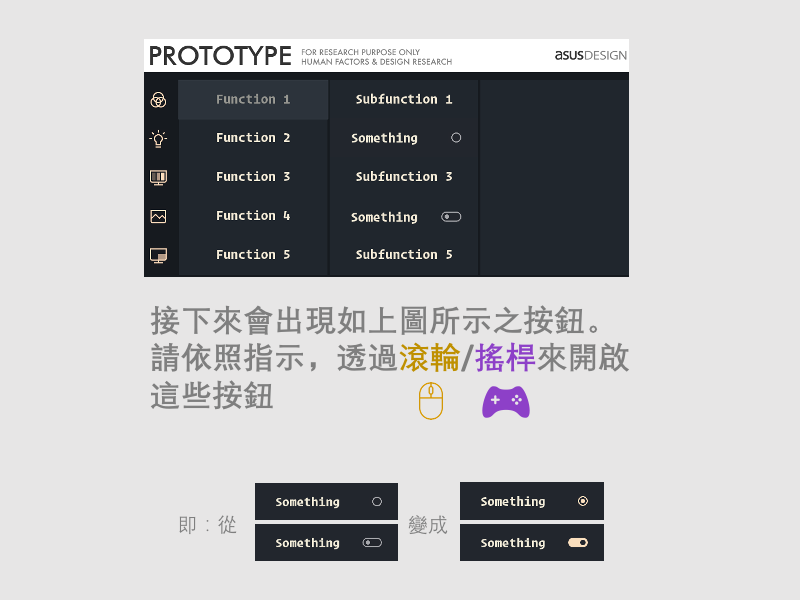 PROTOTYPE
FOR RESEARCH PURPOSE ONLY
HUMAN FACTORS & DESIGN RESEARCH
ASUSDESIGN
Function 1
Subfunction 1
Function 2
Something
Function 3
Subfunction 3
Function 4
Something
Function 5
Subfunction 5
接下來會出現如上圖所示之按鈕。
請依照指示，透過滾輪/搖桿來開啟
這些按鈕
即：從
Something
Something
變成
Something
Something